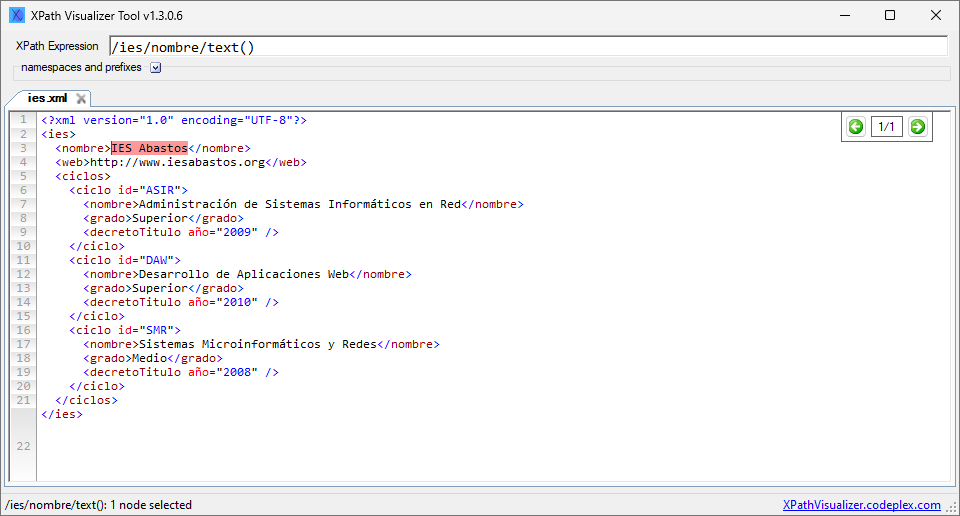 XPath Visualizer Tool v1.3.0.6
XPath Expression /ies/nombre/text()
namespaces and prefixes
ies.xml
1/1
1 <?xml version="1.0" encoding="UTF-8"?>
2 <ies>
3   <nombre>IES Abastos</nombre>
4   <web>http://www.iesabastos.org</web>
5   <ciclos>
6     <ciclo id="ASIR">
7       <nombre>Administración de Sistemas Informáticos en Red</nombre>
8       <grado>Superior</grado>
9       <decretoTitulo año="2009" />
10     </ciclo>
11     <ciclo id="DAW">
12       <nombre>Desarrollo de Aplicaciones Web</nombre>
13       <grado>Superior</grado>
14       <decretoTitulo año="2010" />
15     </ciclo>
16     <ciclo id="SMR">
17       <nombre>Sistemas Microinformáticos y Redes</nombre>
18       <grado>Medio</grado>
19       <decretoTitulo año="2008" />
20     </ciclo>
21   </ciclos>
</ies>
22
/ies/nombre/text(): 1 node selected
XPathVisualizer.codeplex.com